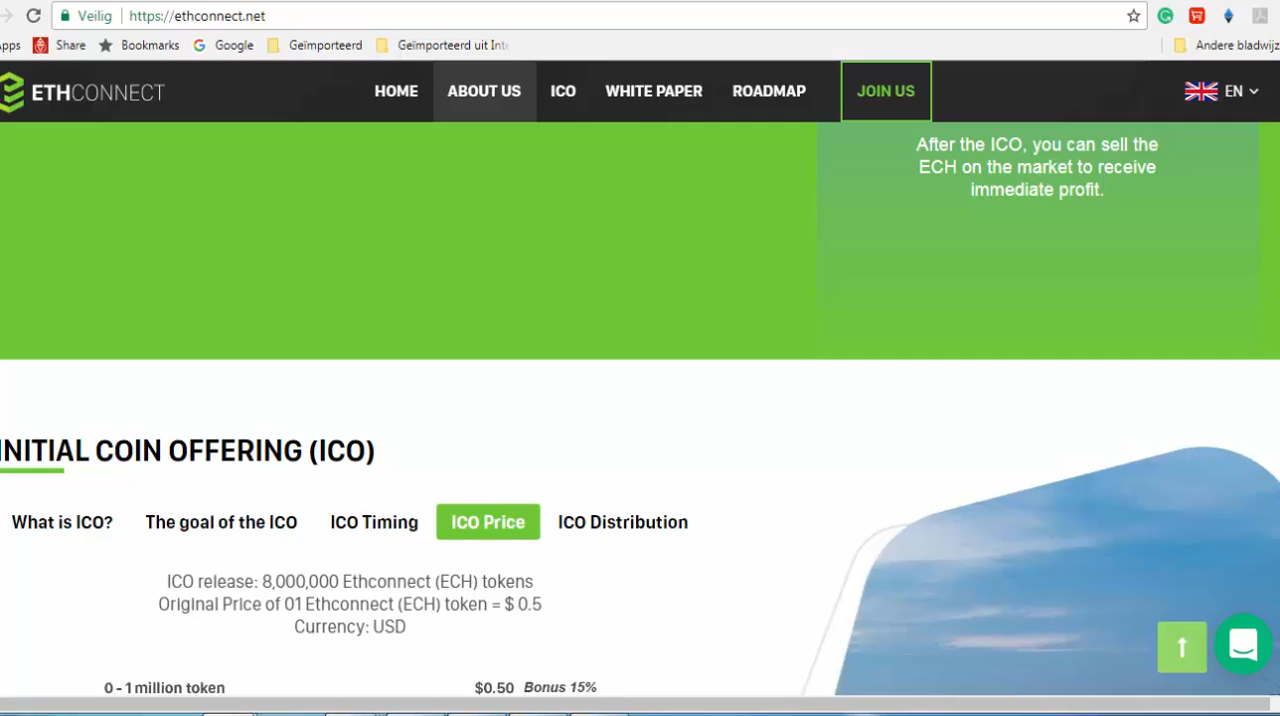 Veilig https://ethconnect.net
Share Bookmarks Google Geïmporteerd Geïmporteerd uit Andere bladwijz
ETHCONNECT HOME ABOUT US ICO WHITE PAPER ROADMAP JOIN US EN
After the ICO, you can sell the
ECH on the market to receive
immediate profit.
INITIAL COIN OFFERING (ICO)
What is ICO? The goal of the ICO ICO Timing ICO Price ICO Distribution
ICO release: 8,000,000 Ethconnect (ECH) tokens
Original Price of 01 Ethconnect (ECH) token = $ 0.5
Currency: USD
0 - 1 million token $0.50 Bonus 15%